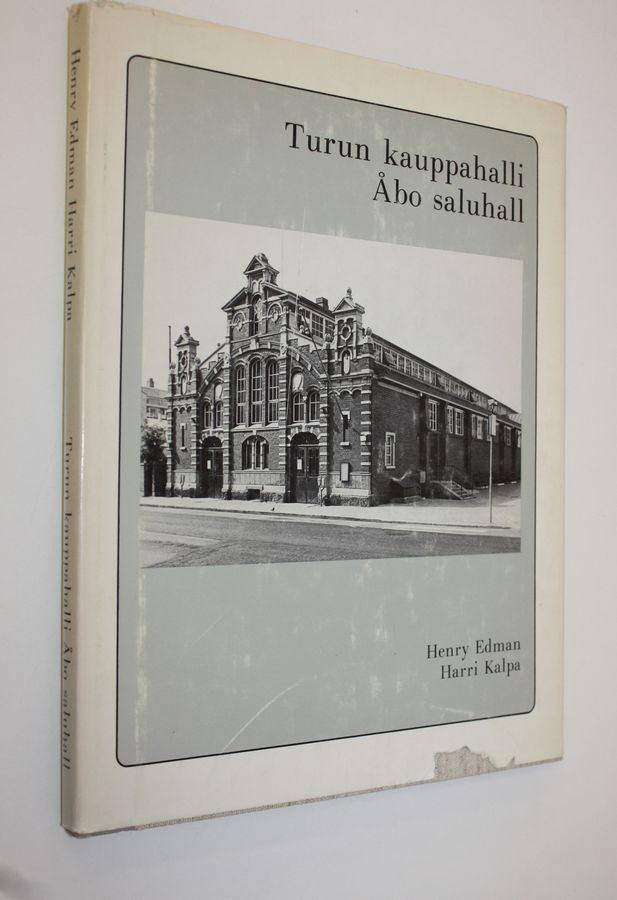 Turun kauppahalli
Åbo saluhall
Henry Edman
Harri Kalpa
Henry Edman Harri Kalpa Turun kauppahalli Åbo saluhall